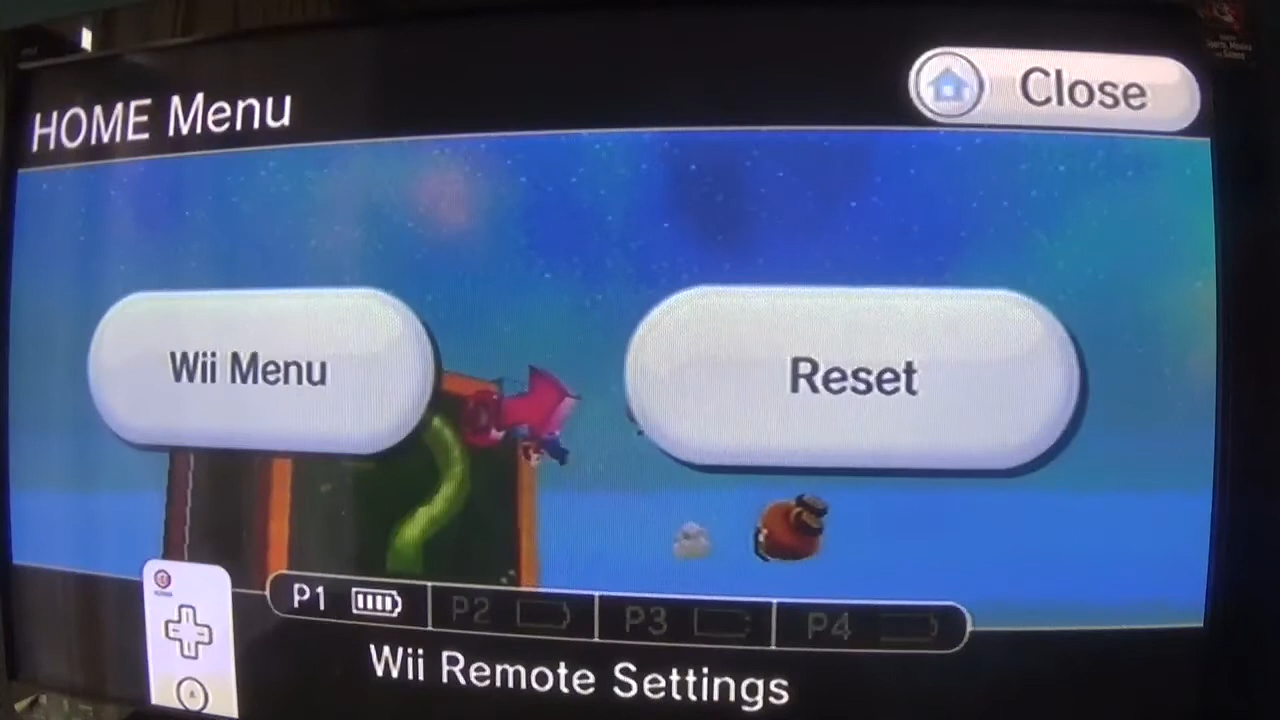 HOME Menu
Close
Wii Menu
Reset
P1
P2
P3
P4
Wii Remote Settings